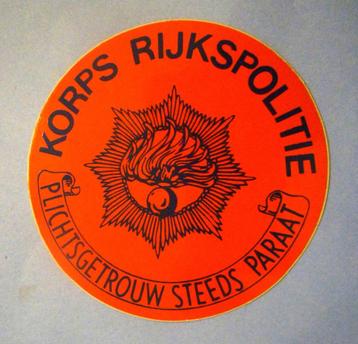 KORPS RIJKSPOLITIE
PLICHTSGETROUW STEEDS PARAAT